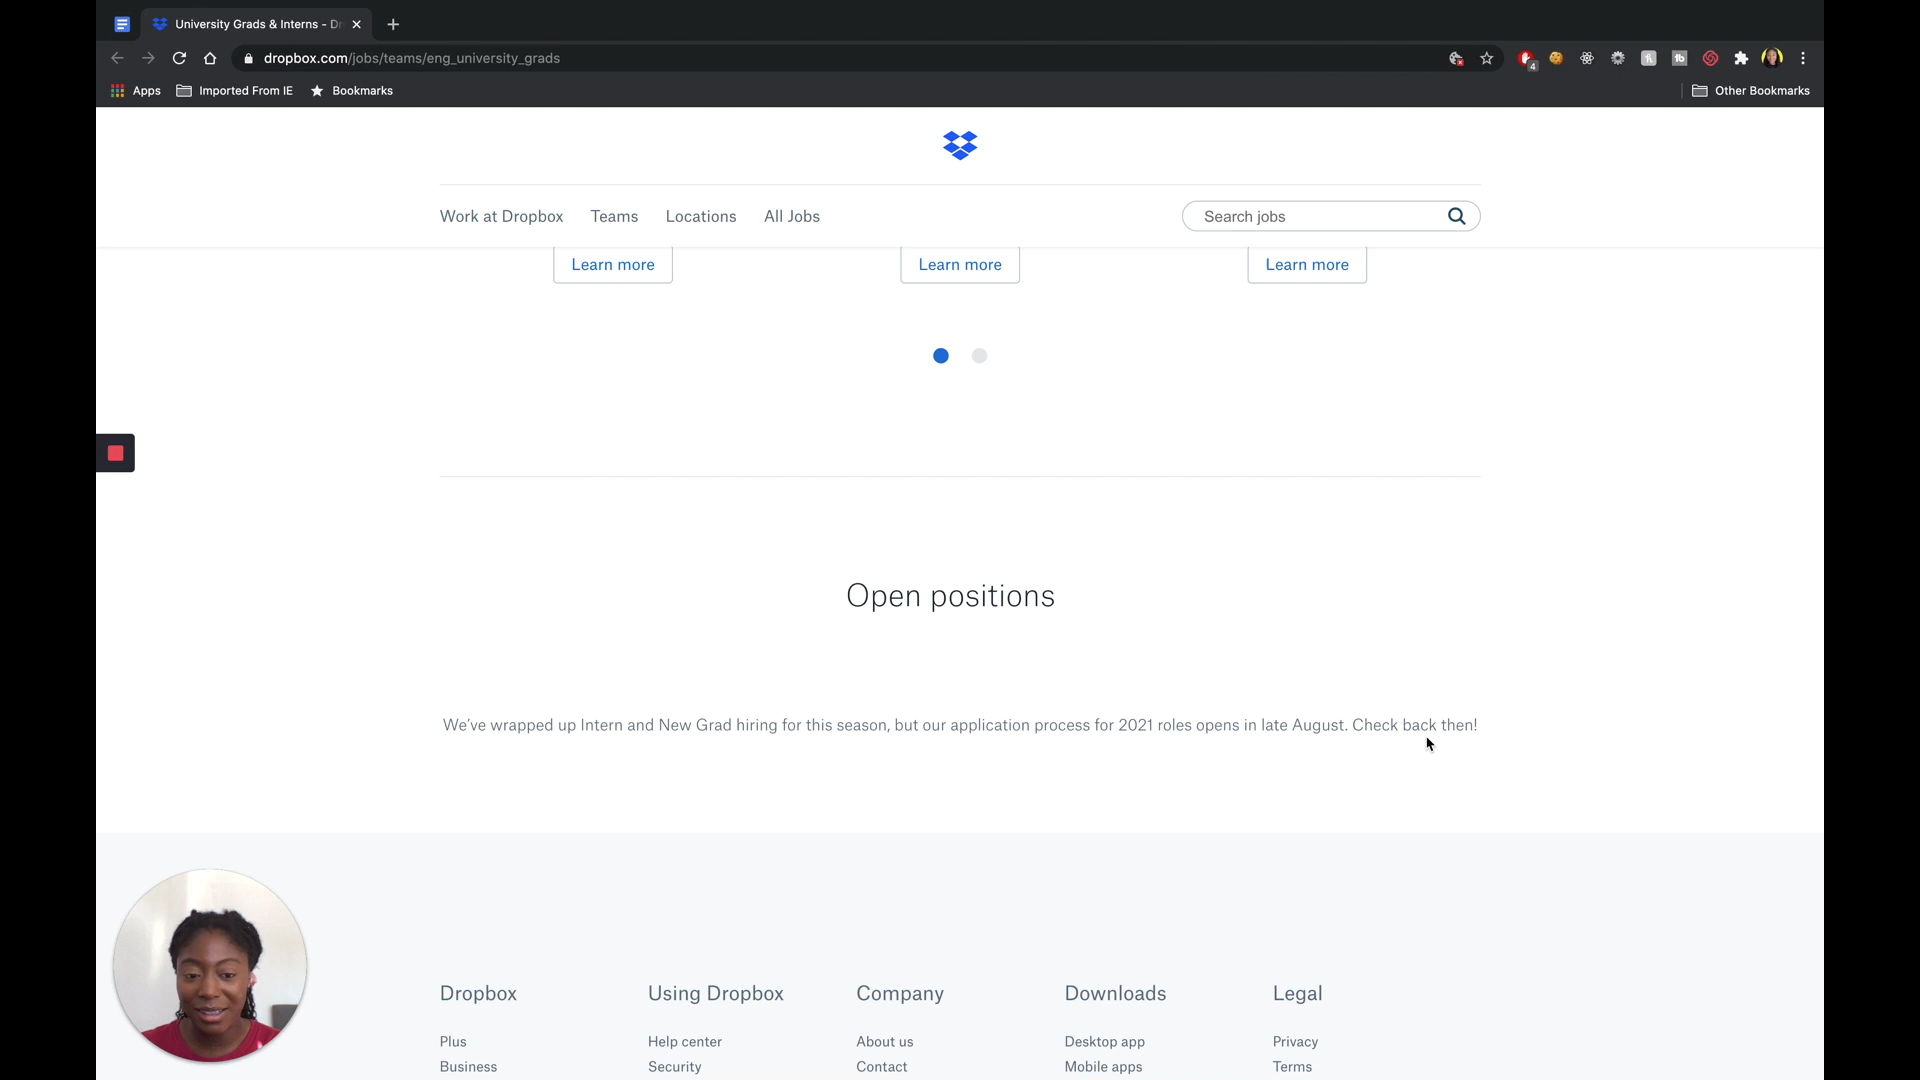 University Grads & Interns - Dr
dropbox.com/jobs/teams/eng_university_grads
4
tb
Apps
Imported From IE
Bookmarks
Other Bookmarks
Work at Dropbox
Teams
Locations
All Jobs
Search jobs
Learn more
Learn more
Learn more
Open positions
We've wrapped up Intern and New Grad hiring for this season, but our application process for 2021 roles opens in late August. Check back then!
Dropbox
Using Dropbox
Company
Downloads
Legal
Plus
Help center
About us
Desktop app
Privacy
Business
Security
Contact
Mobile apps
Terms